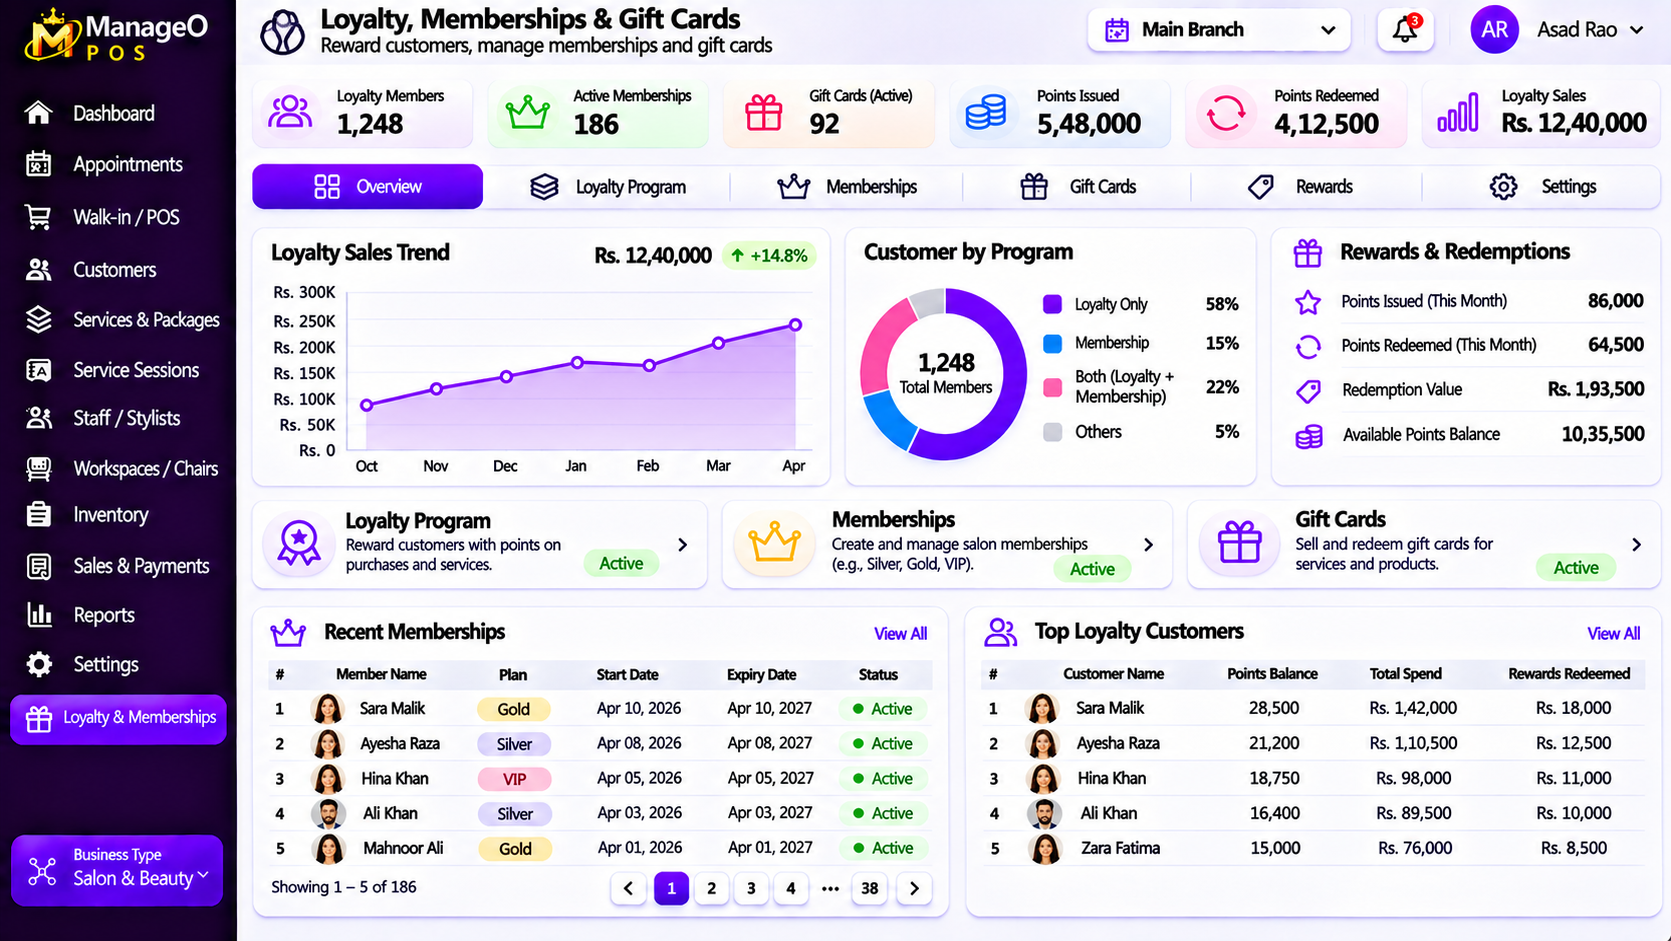 ManageO
POS
Dashboard
Appointments
Walk-in / POS
Customers
Services & Packages
Service Sessions
Staff / Stylists
Workspaces / Chairs
Inventory
Sales & Payments
Reports
Settings
Loyalty & Memberships
Business Type
Salon & Beauty
Loyalty, Memberships & Gift Cards
Reward customers, manage memberships and gift cards
Main Branch
3
AR
Asad Rao
Loyalty Members
1,248
Active Memberships
186
Gift Cards (Active)
92
Points Issued
5,48,000
Points Redeemed
4,12,500
Loyalty Sales
Rs. 12,40,000
Overview
Loyalty Program
Memberships
Gift Cards
Rewards
Settings
Loyalty Sales Trend
Rs. 12,40,000
+14.8%
Rs. 300K
Rs. 250K
Rs. 200K
Rs. 150K
Rs. 100K
Rs. 50K
Rs. 0
Oct Nov Dec Jan Feb Mar Apr
Customer by Program
1,248
Total Members
Loyalty Only 58%
Membership 15%
Both (Loyalty +
Membership) 22%
Others 5%
Rewards & Redemptions
Points Issued (This Month) 86,000
Points Redeemed (This Month) 64,500
Redemption Value Rs. 1,93,500
Available Points Balance 10,35,500
Loyalty Program
Reward customers with points on
purchases and services.
Active
Memberships
Create and manage salon memberships
(e.g., Silver, Gold, VIP).
Active
Gift Cards
Sell and redeem gift cards for
services and products.
Active
Recent Memberships
View All
# Member Name Plan Start Date Expiry Date Status
1 Sara Malik Gold Apr 10, 2026 Apr 10, 2027 Active
2 Ayesha Raza Silver Apr 08, 2026 Apr 08, 2027 Active
3 Hina Khan VIP Apr 05, 2026 Apr 05, 2027 Active
4 Ali Khan Silver Apr 03, 2026 Apr 03, 2027 Active
5 Mahnoor Ali Gold Apr 01, 2026 Apr 01, 2027 Active
Showing 1 – 5 of 186
1 2 3 4 ••• 38
Top Loyalty Customers
View All
# Customer Name Points Balance Total Spend Rewards Redeemed
1 Sara Malik 28,500 Rs. 1,42,000 Rs. 18,000
2 Ayesha Raza 21,200 Rs. 1,10,500 Rs. 12,500
3 Hina Khan 18,750 Rs. 98,000 Rs. 11,000
4 Ali Khan 16,400 Rs. 89,500 Rs. 10,000
5 Zara Fatima 15,000 Rs. 76,000 Rs. 8,500